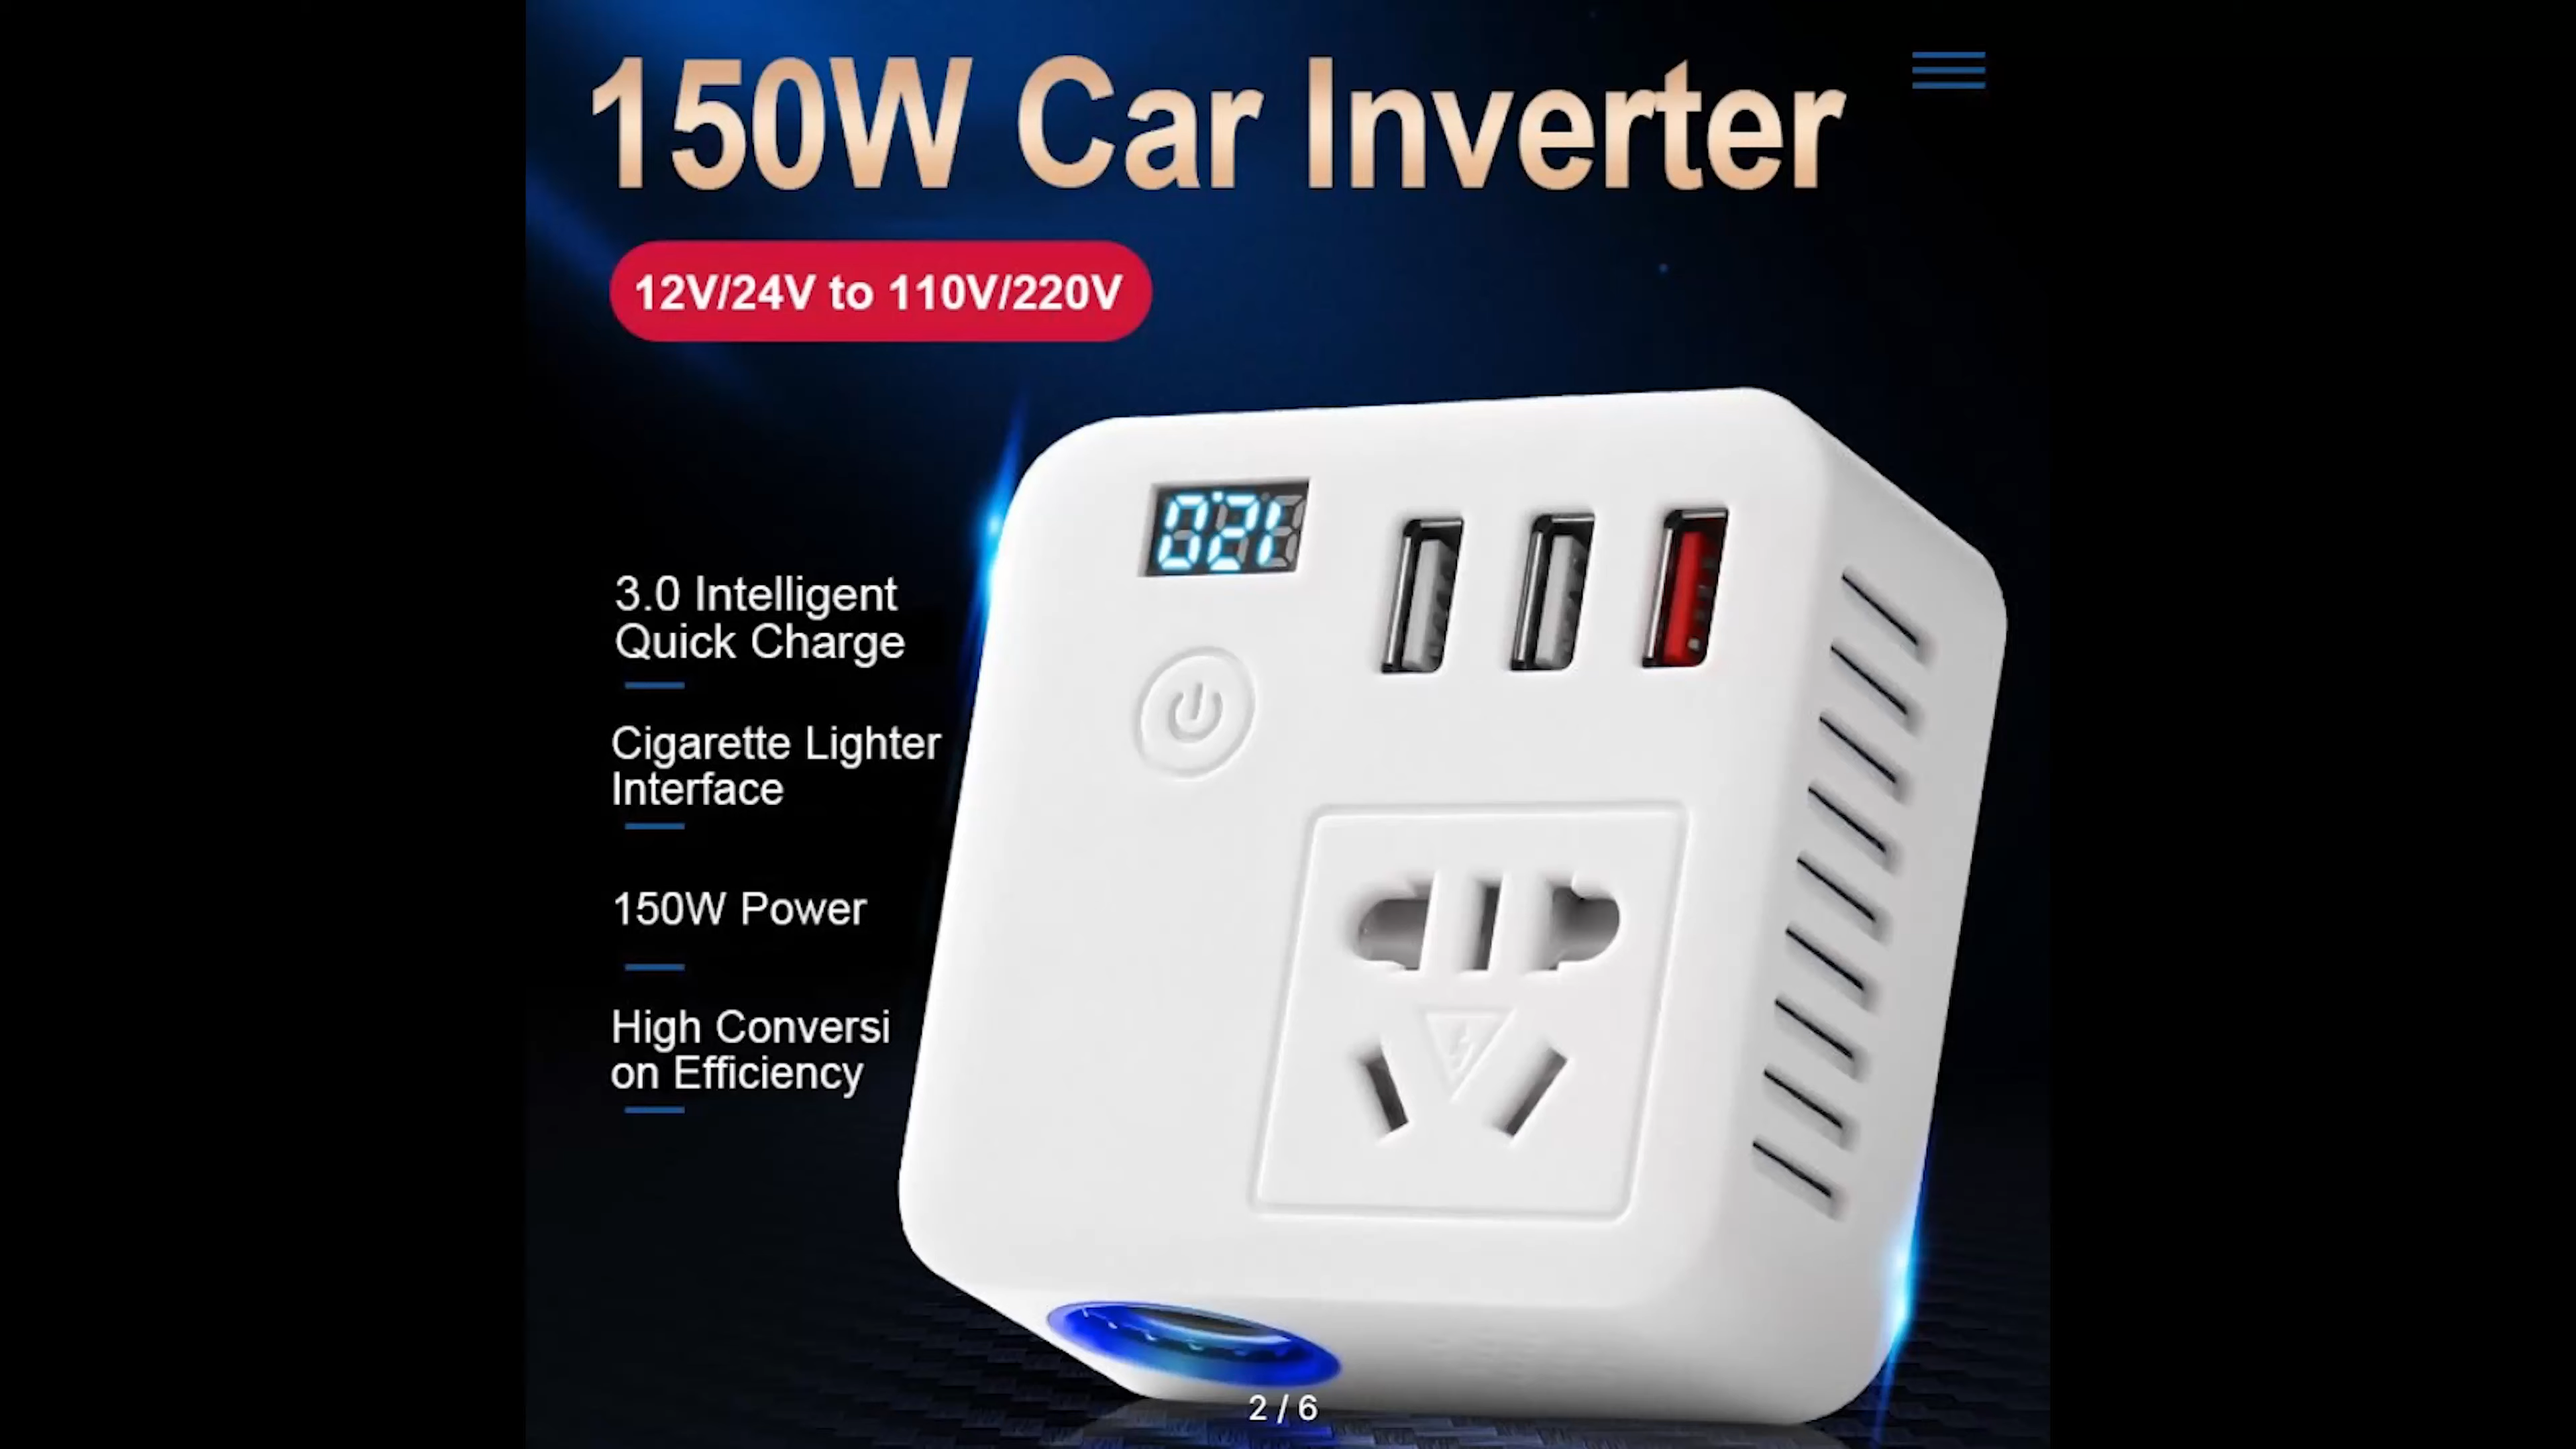 150W Car Inverter
12V/24V to 110V/220V
3.0 Intelligent
Quick Charge
Cigarette Lighter
Interface
150W Power
High Conversi
on Efficiency
2 / 6